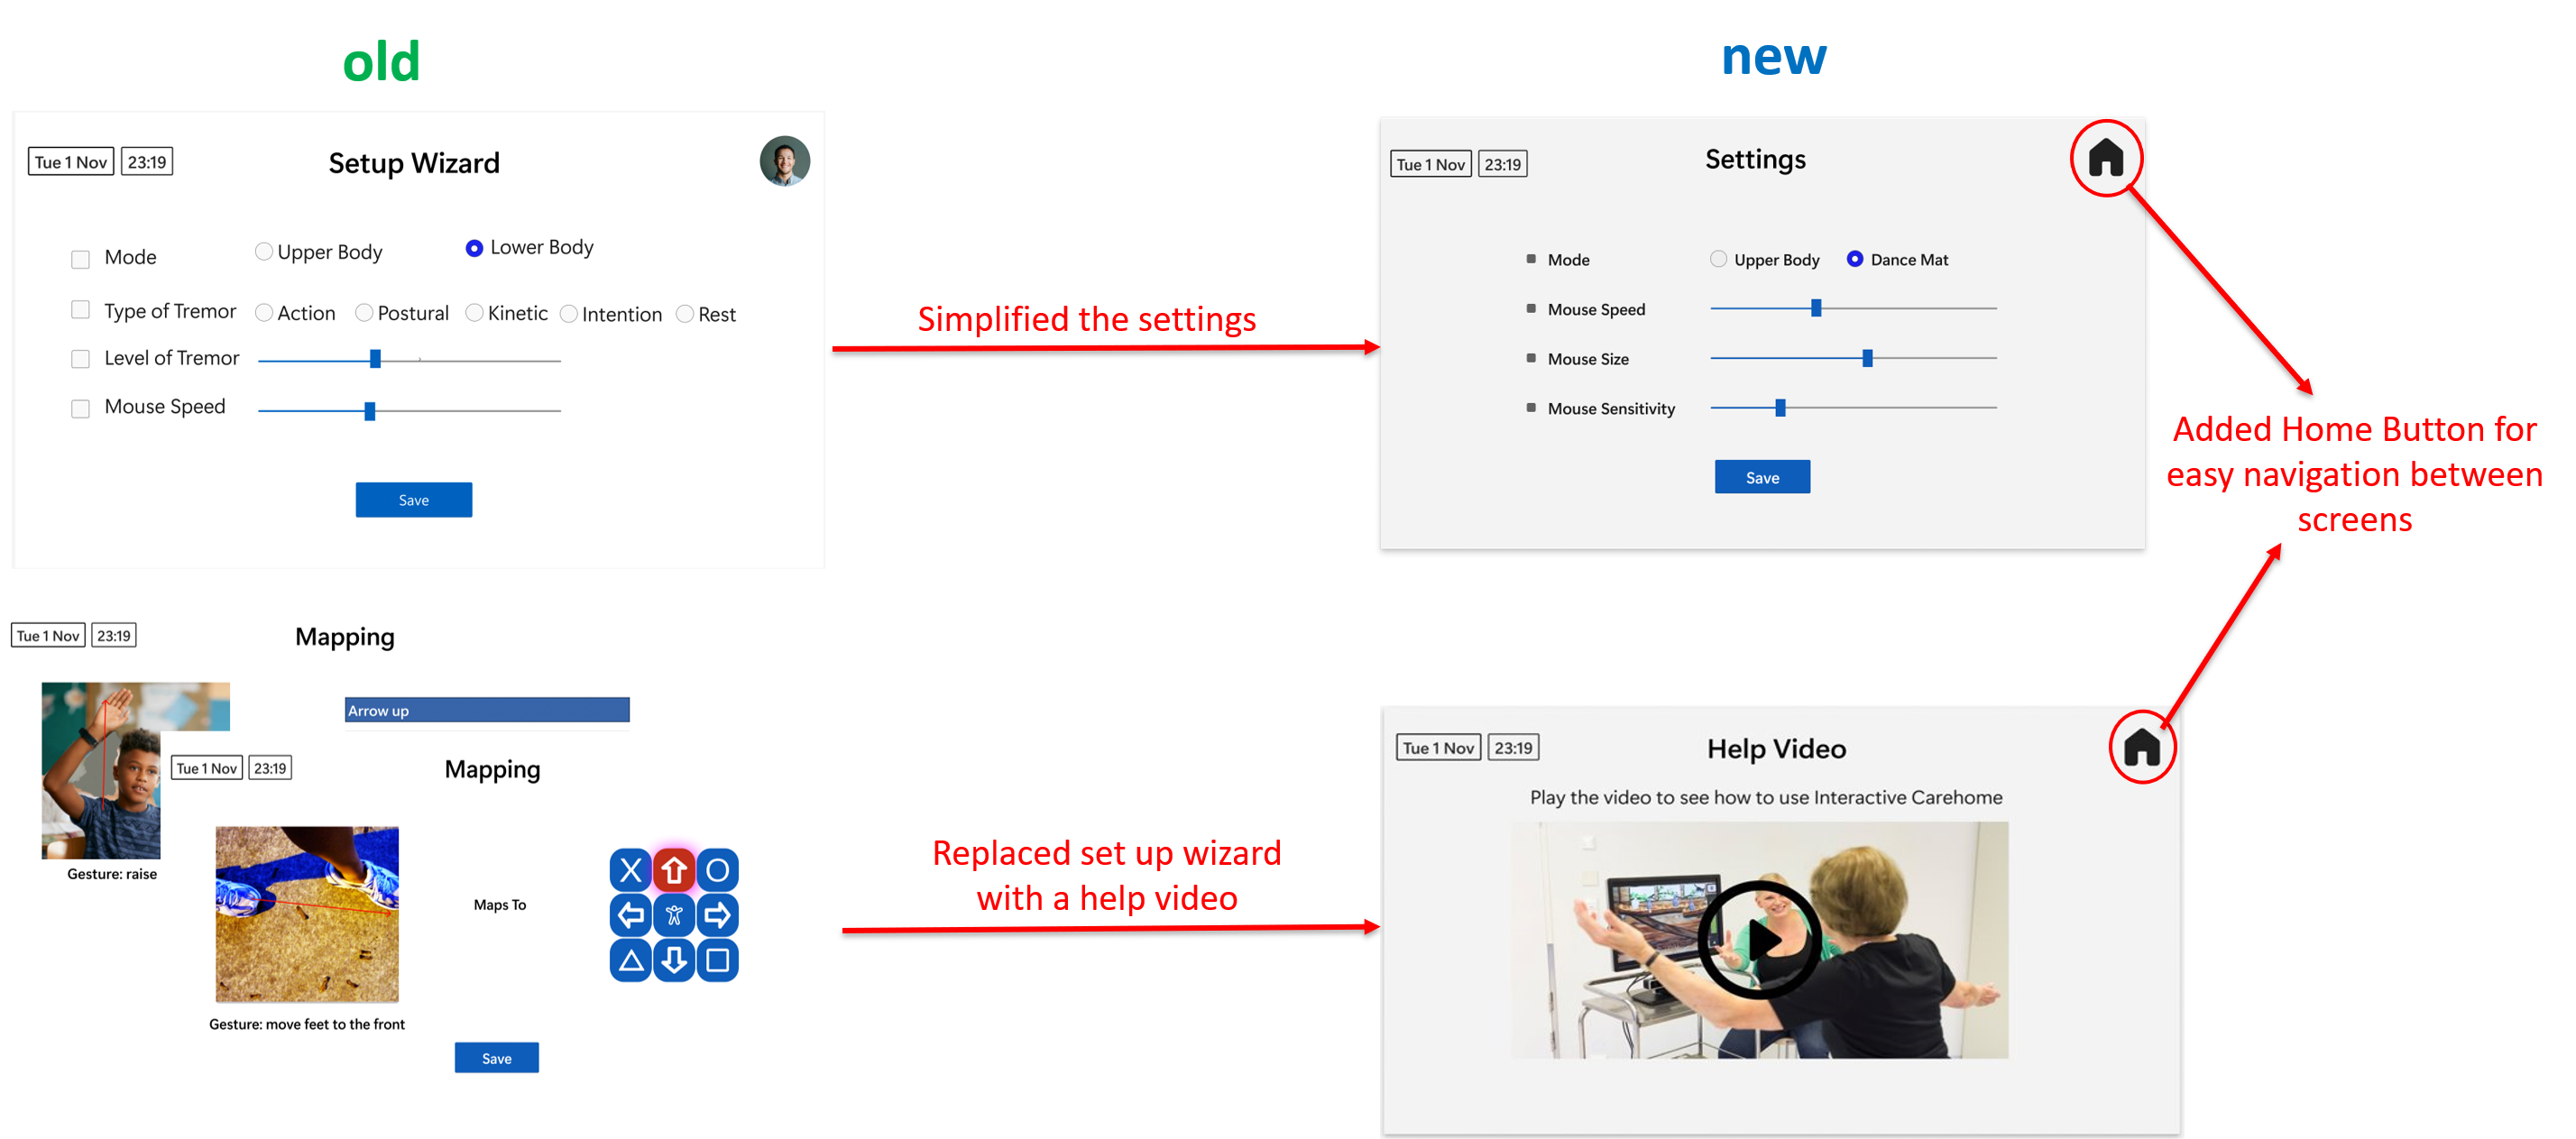 old
new
Tue 1 Nov 23:19
Setup Wizard
Mode Upper Body Lower Body
Type of Tremor Action Postural Kinetic Intention Rest
Level of Tremor
Mouse Speed
Save
Simplified the settings
Tue 1 Nov 23:19
Settings
Mode Upper Body Dance Mat
Mouse Speed
Mouse Size
Mouse Sensitivity
Save
Added Home Button for
easy navigation between
screens
Tue 1 Nov 23:19
Mapping
Arrow up
Gesture: raise
Tue 1 Nov 23:19
Mapping
Maps To
X O
Gesture: move feet to the front
Save
Replaced set up wizard
with a help video
Tue 1 Nov 23:19
Help Video
Play the video to see how to use Interactive Carehome